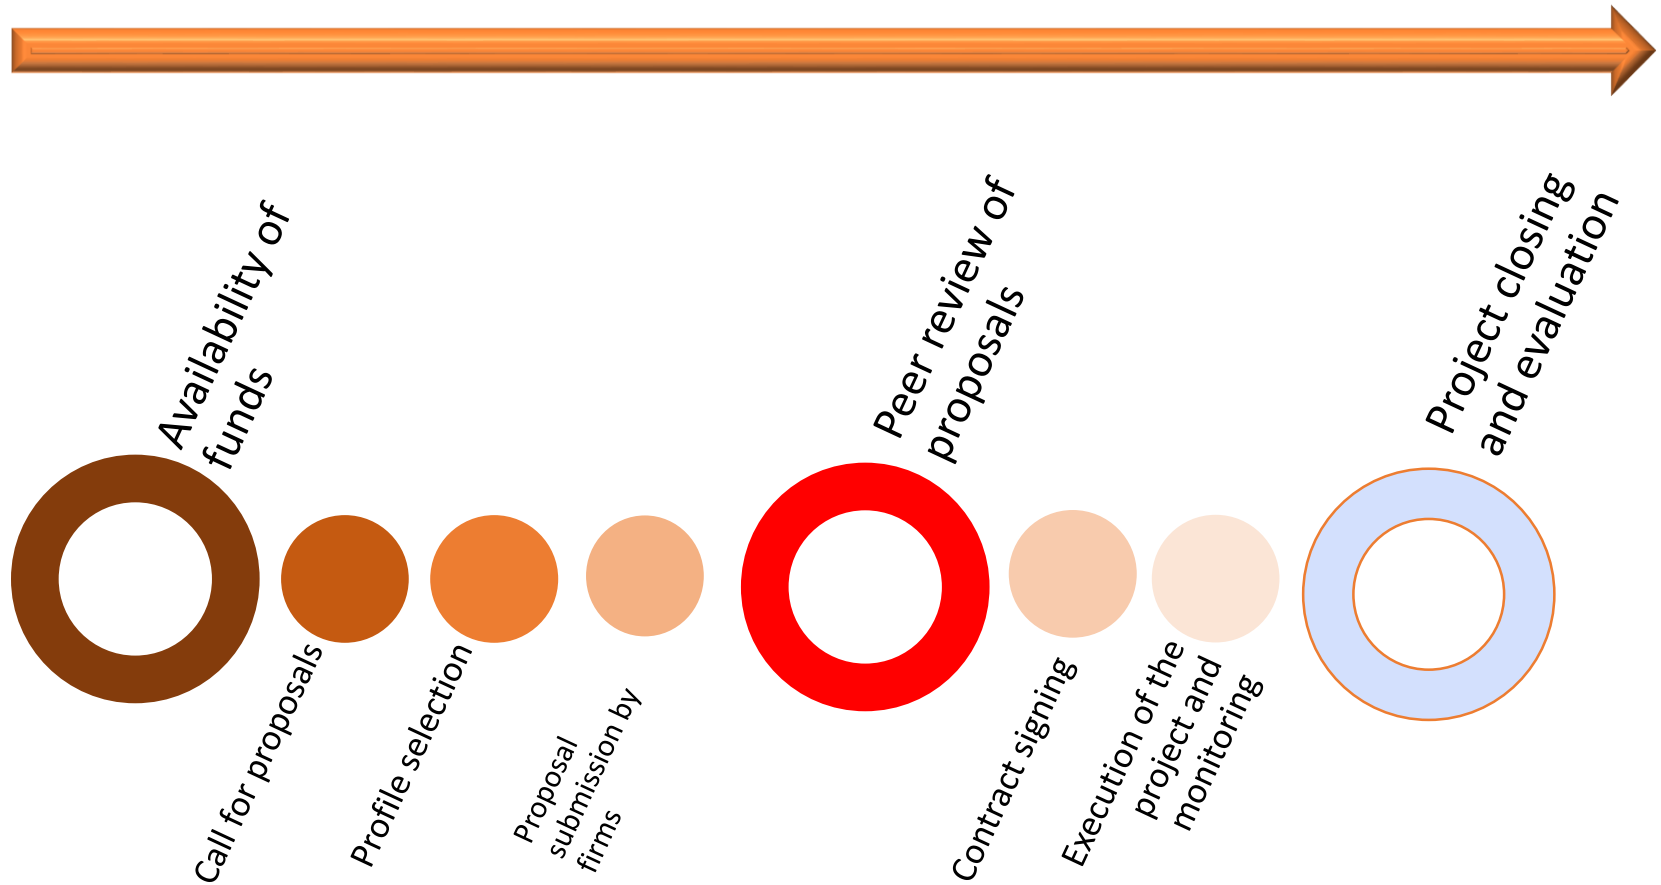 Availability of
funds
Call for proposals
Profile selection
Proposal
submission by
firms
Peer review of
proposals
Contract signing
Execution of the
project and
monitoring
Project closing
and evaluation